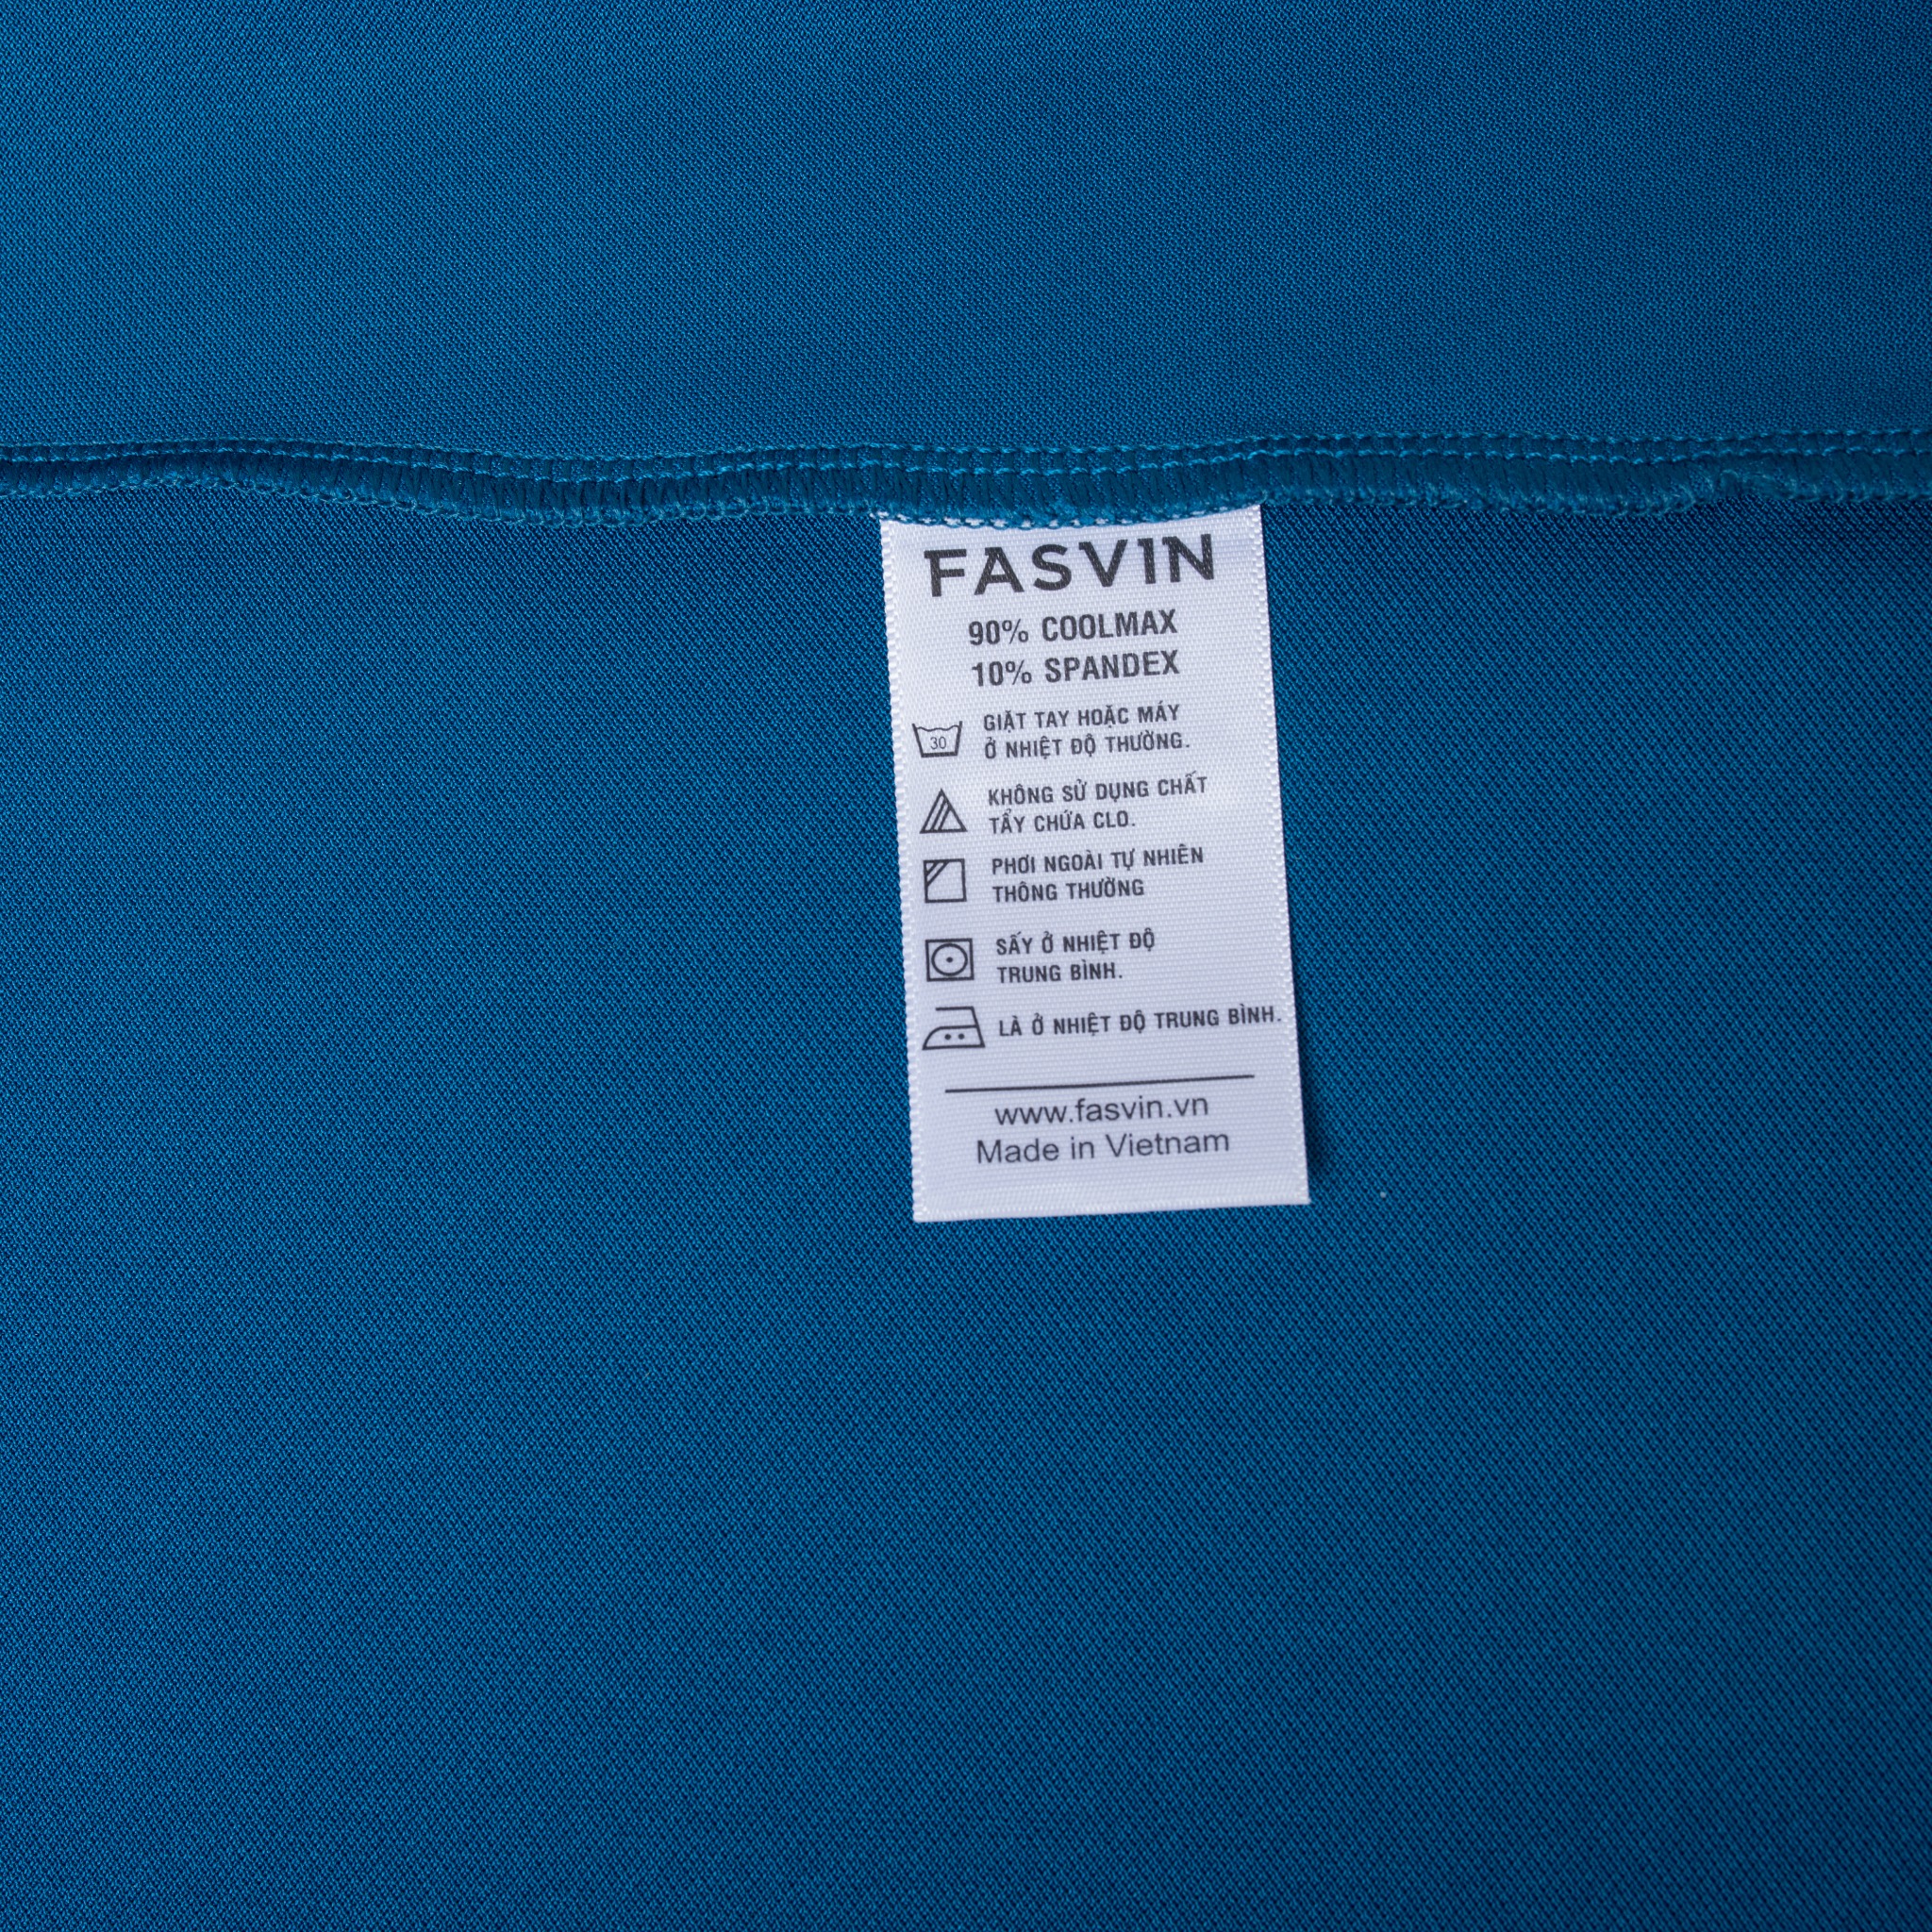 FASVIN
90% COOLMAX
10% SPANDEX
GIẶT TAY HOẶC MÁY
30
Ở NHIỆT ĐỘ THƯỜNG.
KHÔNG SỬ DỤNG CHẤT
TẨY CHỨA CLO.
PHƠI NGOÀI TỰ NHIÊN
THÔNG THƯỜNG
SẤY Ở NHIỆT ĐỘ
TRUNG BÌNH.
LÀ Ở NHIỆT ĐỘ TRUNG BÌNH.
www.fasvin.vn
Made in Vietnam